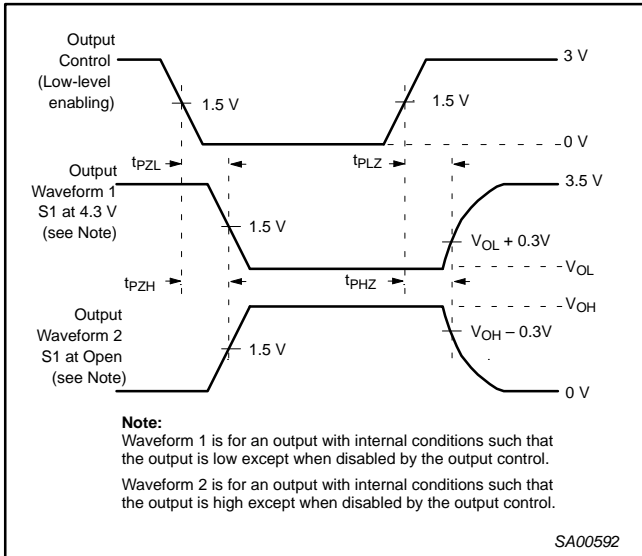 Output
Control
(Low-level
enabling)
3 V
1.5 V
1.5 V
0 V
tPZL
tPLZ
Output
Waveform 1
S1 at 4.3 V
(see Note)
3.5 V
1.5 V
VOL + 0.3V
VOL
tPZH
tPHZ
VOH
Output
Waveform 2
S1 at Open
(see Note)
VOH – 0.3V
1.5 V
0 V
Note:
Waveform 1 is for an output with internal conditions such that
the output is low except when disabled by the output control.
Waveform 2 is for an output with internal conditions such that
the output is high except when disabled by the output control.
SA00592